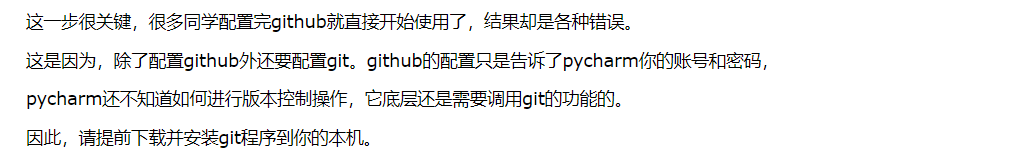 这一步很关键，很多同学配置完github就直接开始使用了，结果却是各种错误。
这是因为，除了配置github外还要配置git。github的配置只是告诉了pycharm你的账号和密码，
pycharm还不知道如何进行版本控制操作，它底层还是需要调用git的功能的。
因此，请提前下载并安装git程序到你的本机。